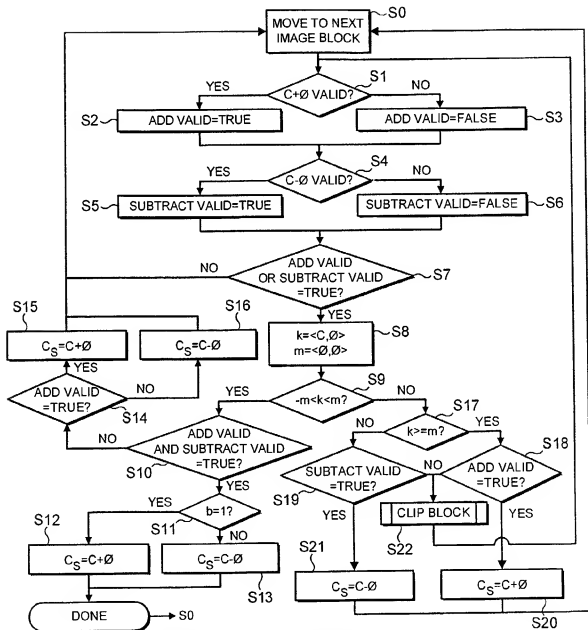 S0
MOVE TO NEXT
IMAGE BLOCK
S1
YES
C+Ø VALID?
NO
S2
ADD VALID=TRUE
ADD VALID=FALSE
S3
S4
YES
C-Ø VALID?
NO
S5
SUBTRACT VALID=TRUE
SUBTRACT VALID=FALSE
S6
NO
ADD VALID
OR SUBTRACT VALID
=TRUE?
S7
YES
S15
S16
S8
CS=C+Ø
CS=C-Ø
k=<C,Ø>
m=<Ø,Ø>
YES
ADD VALID
=TRUE?
NO
S14
S9
YES
-m<k<m?
S17
NO
k>=m?
YES
NO
ADD VALID
AND SUBTRACT VALID
=TRUE?
S10
YES
SUBTACT VALID
=TRUE?
S19
NO
ADD VALID
=TRUE?
S18
YES
b=1?
S11
NO
S12
CLIP BLOCK
S22
YES
YES
CS=C+Ø
CS=C-Ø
S13
S21
CS=C-Ø
CS=C+Ø
S20
DONE
S0